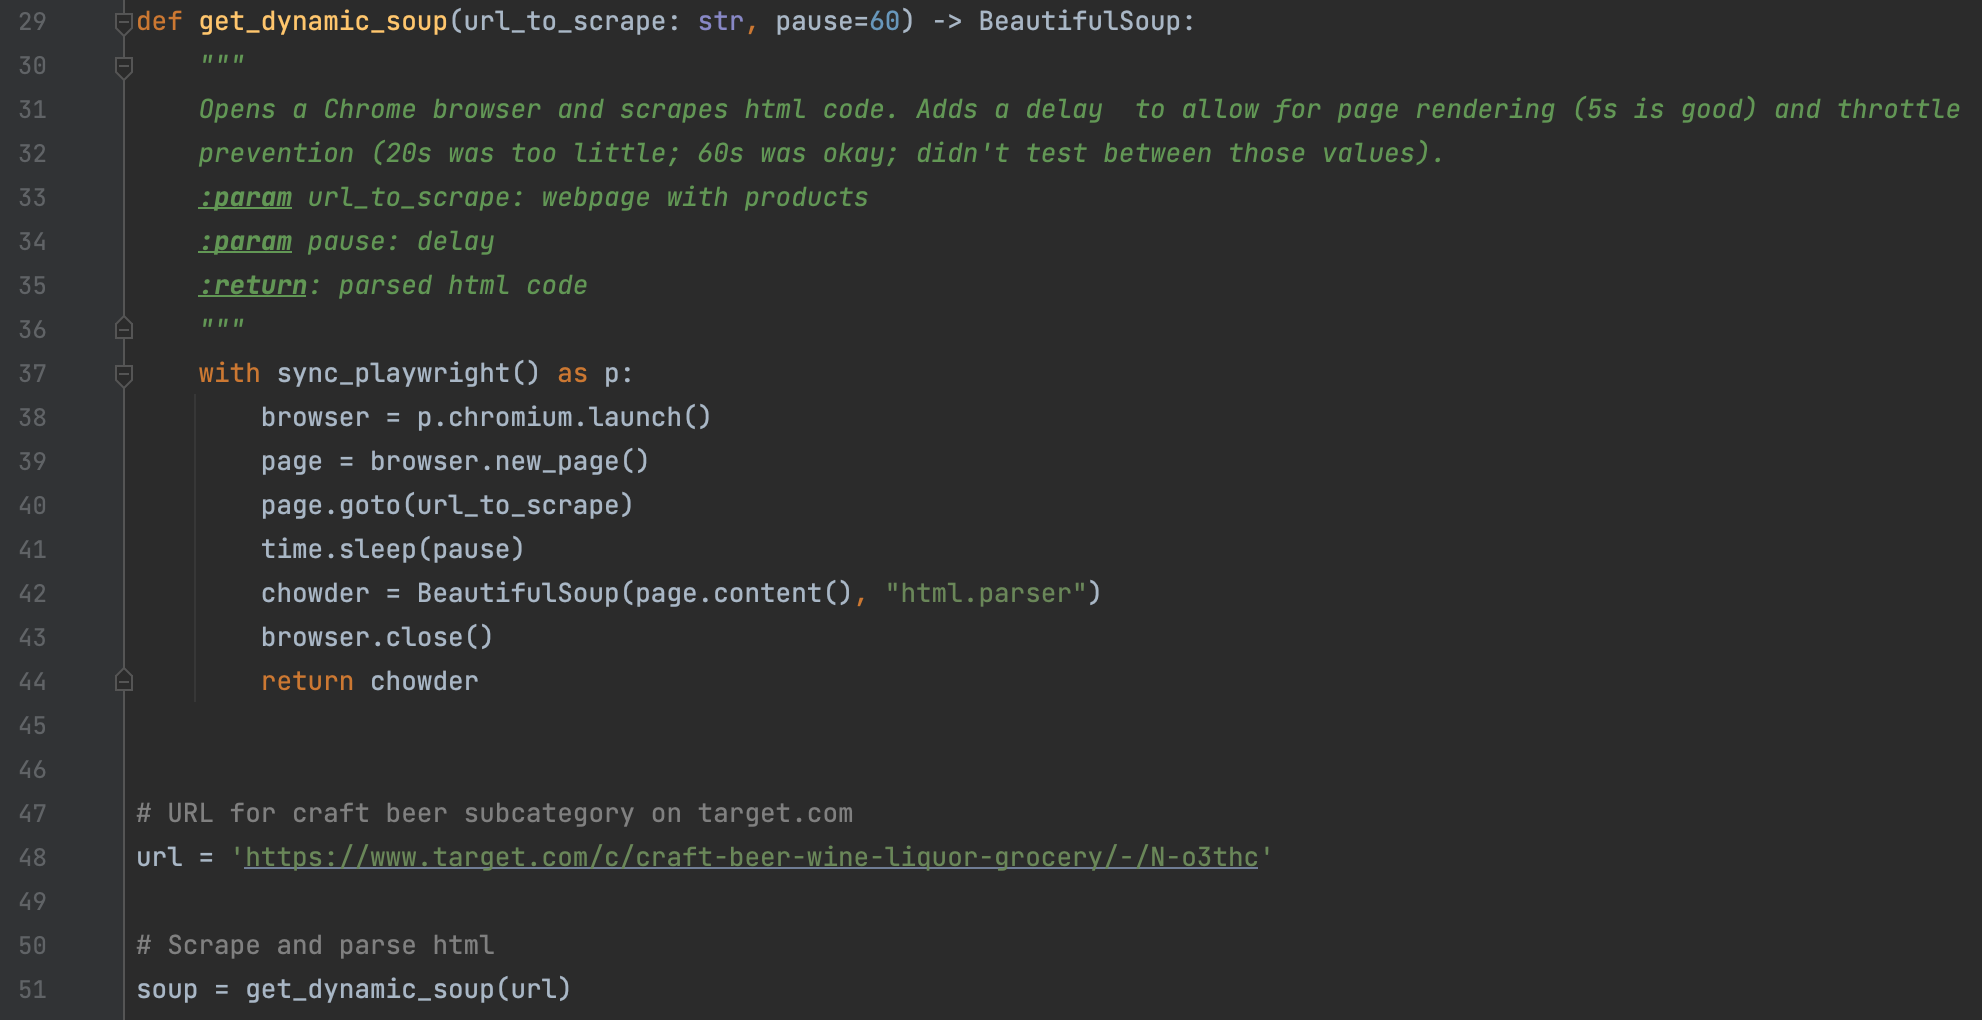 29 def get_dynamic_soup(url_to_scrape: str, pause=60) -> BeautifulSoup:
30     """
31     Opens a Chrome browser and scrapes html code. Adds a delay  to allow for page rendering (5s is good) and throttle
32     prevention (20s was too little; 60s was okay; didn't test between those values).
33     :param url_to_scrape: webpage with products
34     :param pause: delay
35     :return: parsed html code
36     """
37     with sync_playwright() as p:
38         browser = p.chromium.launch()
39         page = browser.new_page()
40         page.goto(url_to_scrape)
41         time.sleep(pause)
42         chowder = BeautifulSoup(page.content(), "html.parser")
43         browser.close()
44         return chowder
45
46
47 # URL for craft beer subcategory on target.com
48 url = 'https://www.target.com/c/craft-beer-wine-liquor-grocery/-/N-o3thc'
49
50 # Scrape and parse html
51 soup = get_dynamic_soup(url)